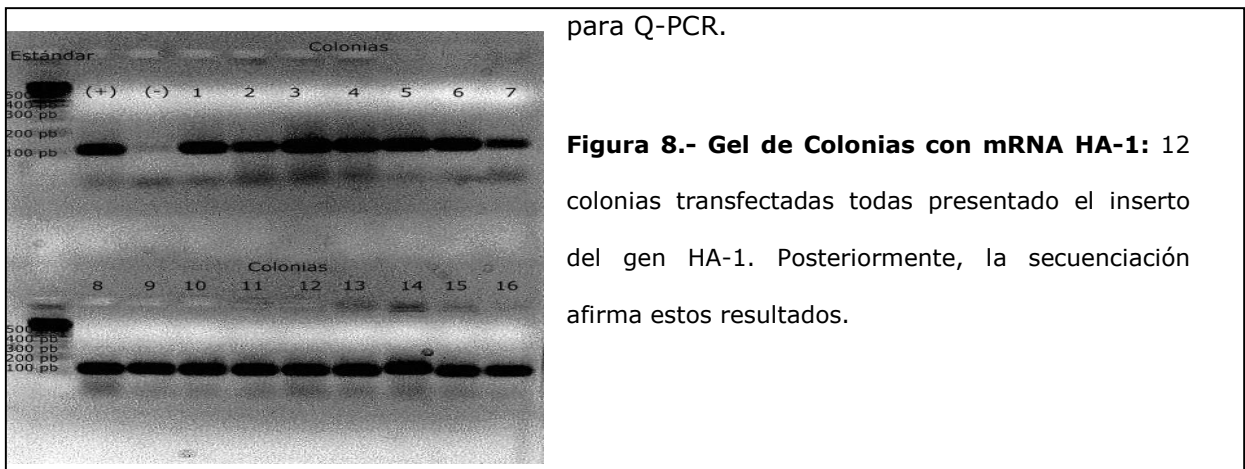 para Q-PCR.
Colonias
Estándar
(+) (-) 1 2 3 4 5 6 7
500
400 pb
300 pb
200 pb
100 pb
Figura 8.- Gel de Colonias con mRNA HA-1: 12
colonias transfectadas todas presentado el inserto
del gen HA-1. Posteriormente, la secuenciación
afirma estos resultados.
Colonias
8 9 10 11 12 13 14 15 16
500
400 pb
300 pb
200 pb
100 pb